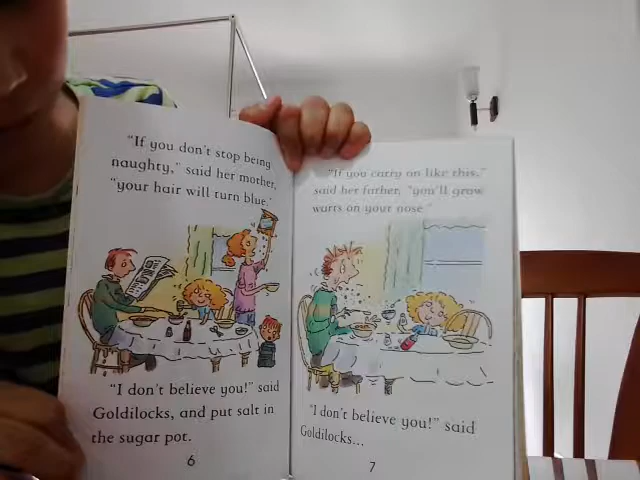 "If you don't stop being
naughty," said her mother,
"your hair will turn blue."
"I don't believe you!" said
Goldilocks, and put salt in
the sugar pot.
6
"If you carry on like this,"
said her father, "you'll grow
warts on your nose."
"I don't believe you!" said
Goldilocks...
7